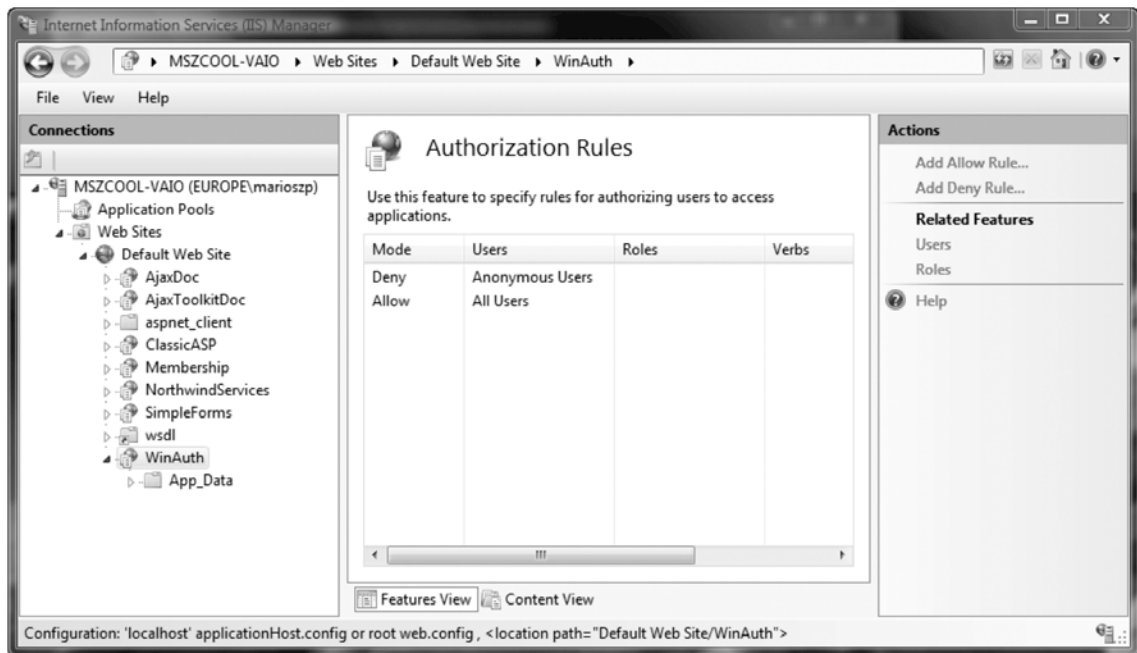 Internet Information Services (IIS) Manager
MSZCOOL-VAIO Web Sites Default Web Site WinAuth
File View Help
Connections
MSZCOOL-VAIO (EUROPE\marioszp)
Application Pools
Web Sites
Default Web Site
AjaxDoc
AjaxToolkitDoc
aspnet_client
ClassicASP
Membership
NorthwindServices
SimpleForms
wsdl
WinAuth
App_Data
Authorization Rules
Use this feature to specify rules for authorizing users to access
applications.
Mode Users Roles Verbs
Deny Anonymous Users
Allow All Users
Features View Content View
Actions
Add Allow Rule...
Add Deny Rule...
Related Features
Users
Roles
Help
Configuration: 'localhost' applicationHost.config or root web.config , <location path="Default Web Site/WinAuth">